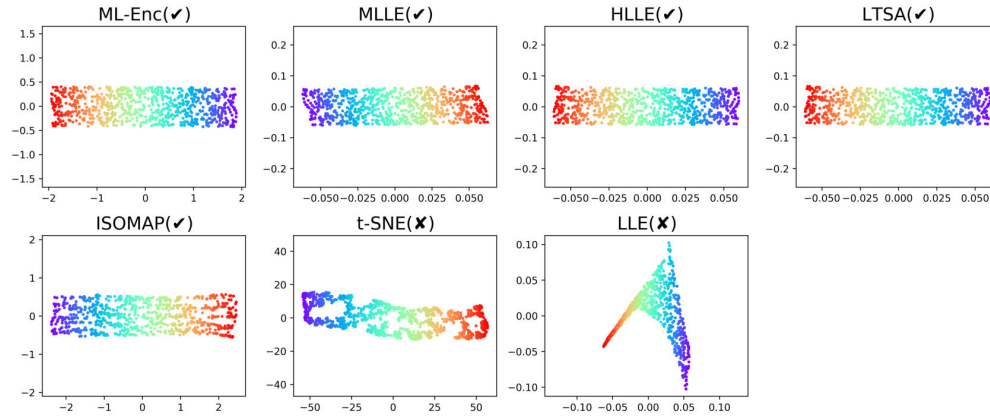 ML-Enc(✔) MLLE(✔) HLLE(✔) LTSA(✔)
1.5 0.2 0.2 0.2
1.0
0.5 0.1 0.1 0.1
0.0 0.0 0.0 0.0
−0.5
−1.0 −0.1 −0.1 −0.1
−1.5 −0.2 −0.2 −0.2
−2 −1 0 1 2 −0.050 −0.025 0.000 0.025 0.050 −0.050 −0.025 0.000 0.025 0.050 −0.050 −0.025 0.000 0.025 0.050
ISOMAP(✔) t-SNE(✘) LLE(✘)
2 40 0.10
1 20 0.05
0 0 0.00
−1 −20 −0.05
−2 −40 −0.10
−2 −1 0 1 2 −50 −25 0 25 50 −0.10 −0.05 0.00 0.05 0.10